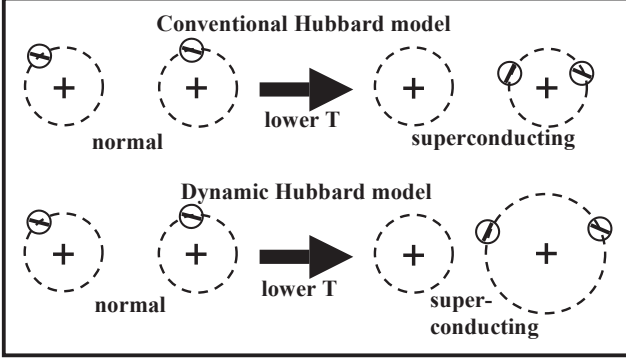 Conventional Hubbard model
normal
lower T
superconducting
Dynamic Hubbard model
normal
lower T
super-
conducting